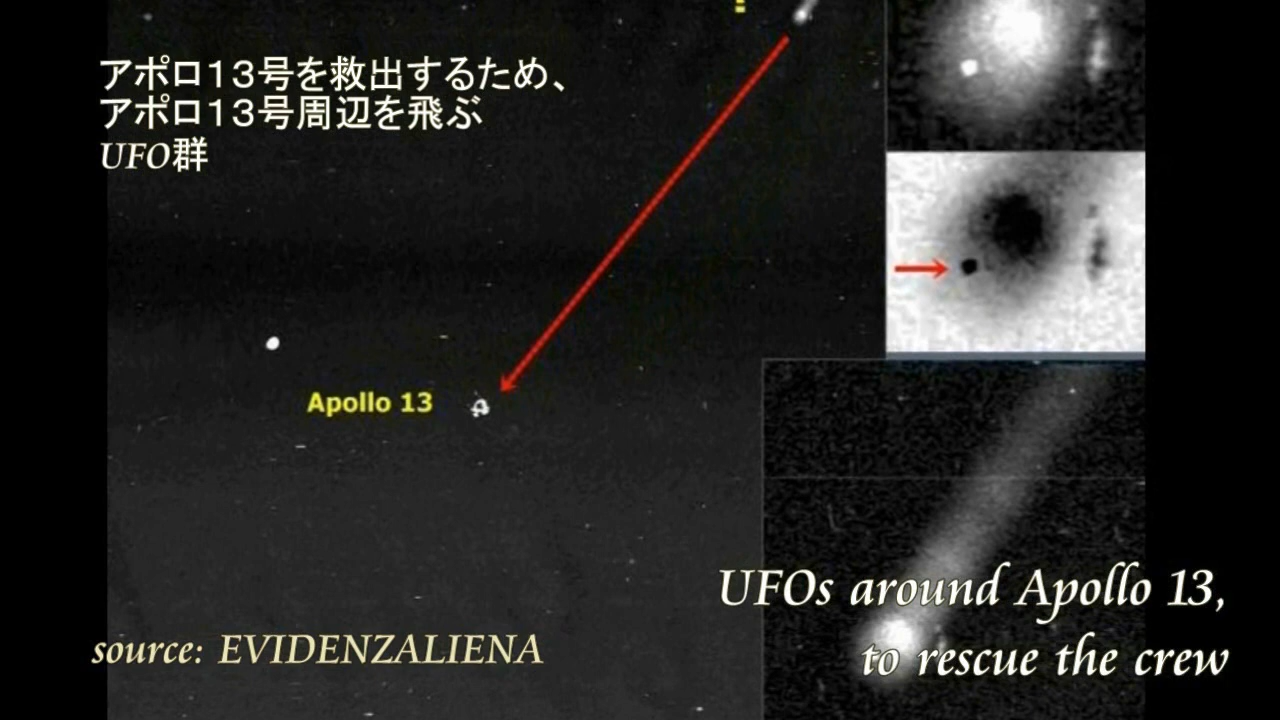 アポロ１３号を救出するため、
アポロ１３号周辺を飛ぶ
UFO群
Apollo 13
UFOs around Apollo 13,
to rescue the crew
source: EVIDENZALIENA